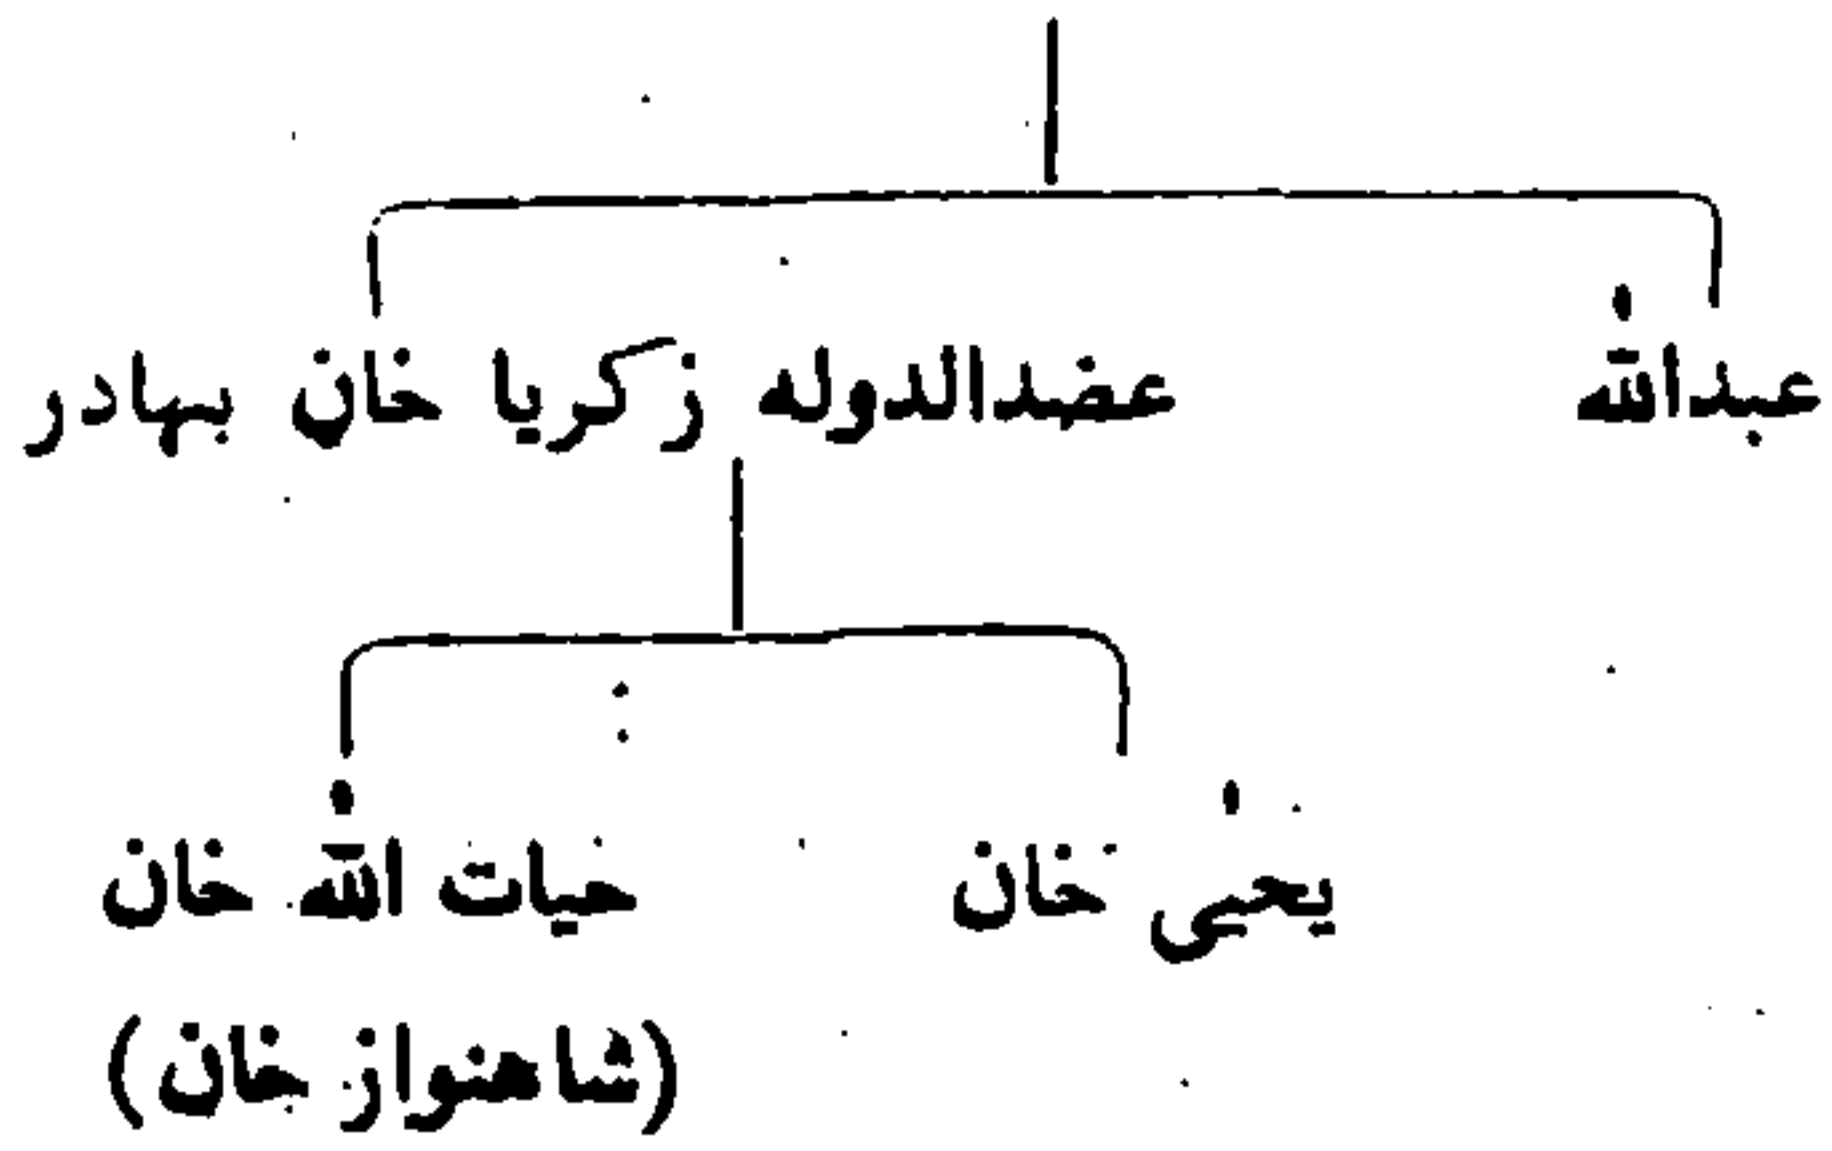 عبدالله
عضدالدوله زکریا خان بهادر
یحیی خان
حیات الله خان
(شاهنواز خان)